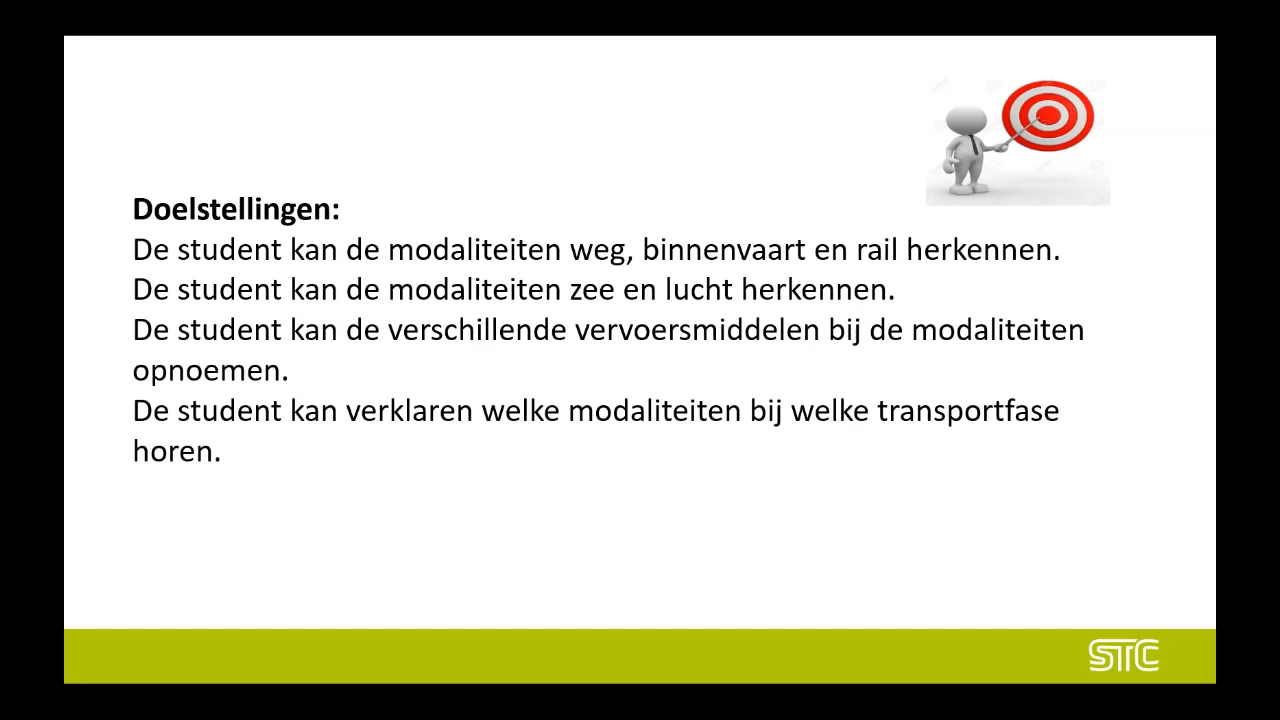 Doelstellingen:
De student kan de modaliteiten weg, binnenvaart en rail herkennen.
De student kan de modaliteiten zee en lucht herkennen.
De student kan de verschillende vervoersmiddelen bij de modaliteiten
opnoemen.
De student kan verklaren welke modaliteiten bij welke transportfase
horen.
STC